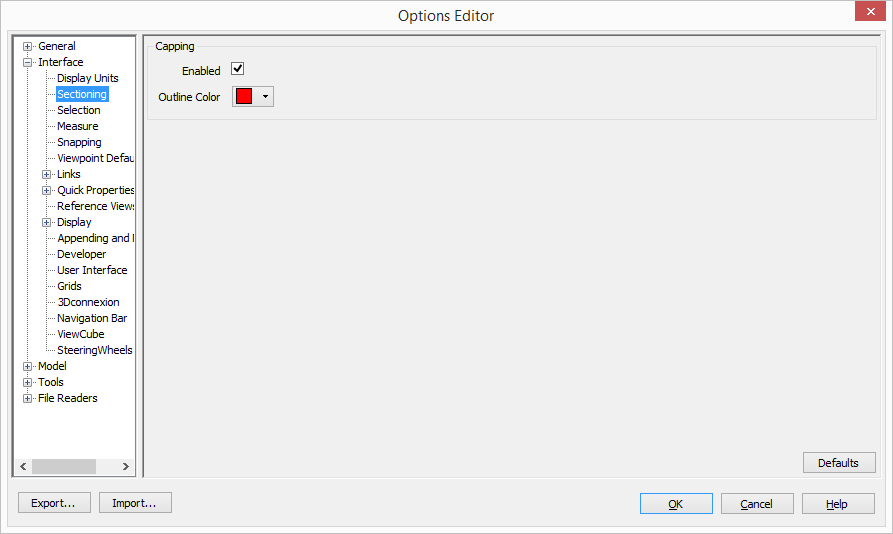 Options Editor
General
Interface
Display Units
Sectioning
Selection
Measure
Snapping
Viewpoint Defau
Links
Quick Properties
Reference Views
Display
Appending and
Developer
User Interface
Grids
3Dconnexion
Navigation Bar
ViewCube
SteeringWheels
Model
Tools
File Readers
Capping
Enabled
Outline Color
Defaults
Export...
Import...
OK
Cancel
Help